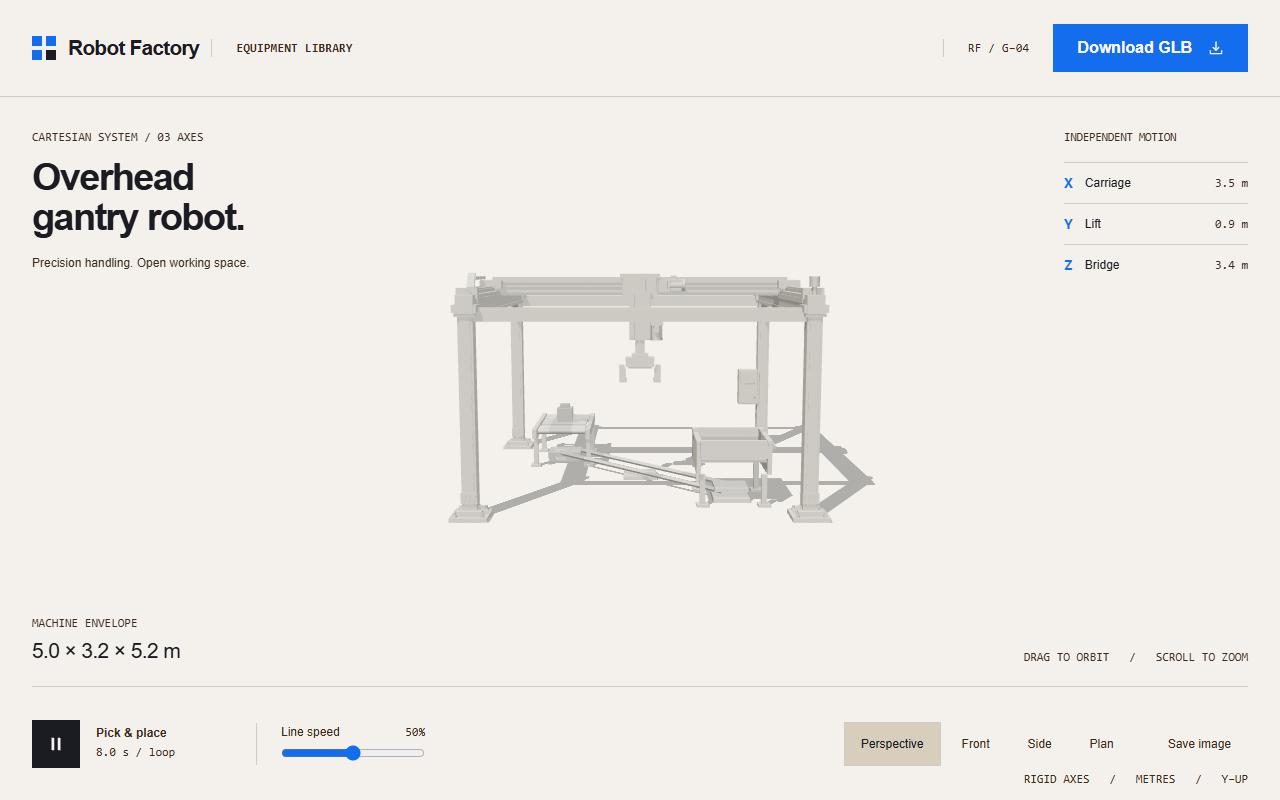 Robot Factory
EQUIPMENT LIBRARY
RF / G-04
Download GLB
CARTESIAN SYSTEM / 03 AXES
Overhead
gantry robot.
Precision handling. Open working space.
INDEPENDENT MOTION
X Carriage 3.5 m
Y Lift 0.9 m
Z Bridge 3.4 m
MACHINE ENVELOPE
5.0 × 3.2 × 5.2 m
DRAG TO ORBIT / SCROLL TO ZOOM
Pick & place
8.0 s / loop
Line speed 50%
Perspective Front Side Plan Save image
RIGID AXES / METRES / Y-UP